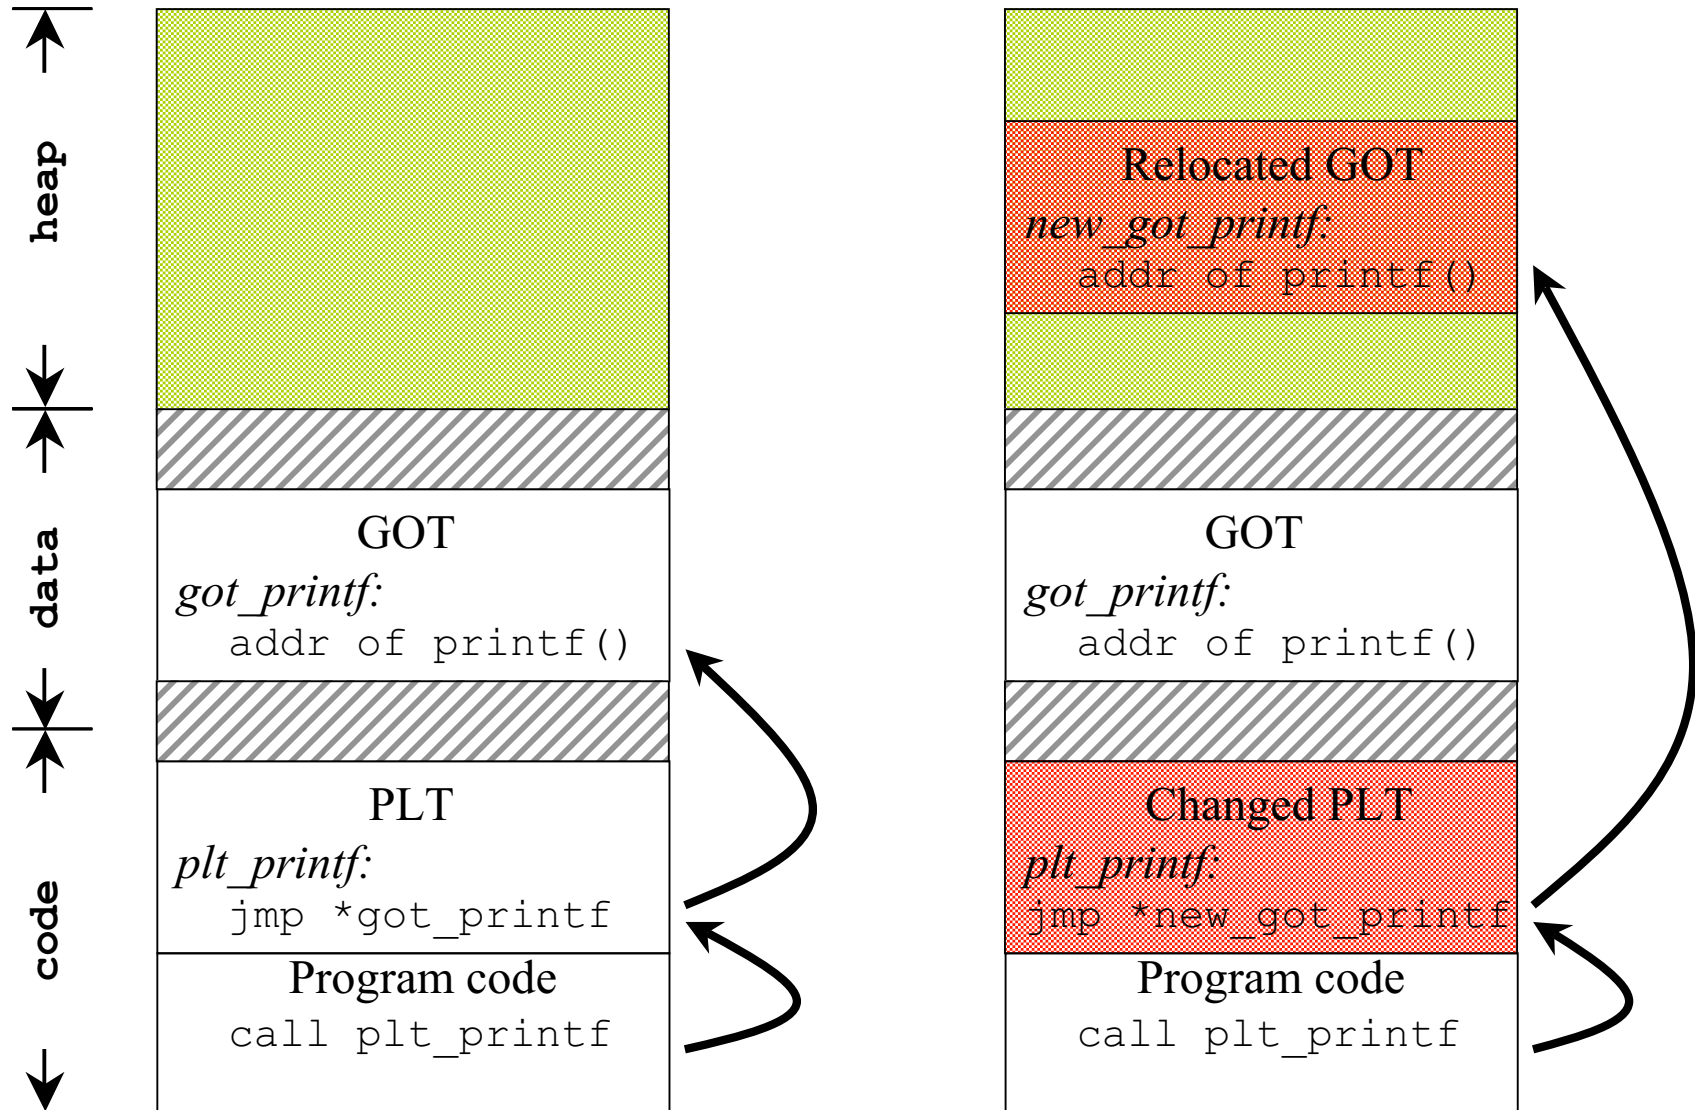 heap
data
code
GOT
got_printf:
addr of printf()
PLT
plt_printf:
jmp *got_printf
Program code
call plt_printf
Relocated GOT
new_got_printf:
addr of printf()
GOT
got_printf:
addr of printf()
Changed PLT
plt_printf:
jmp *new_got_printf
Program code
call plt_printf